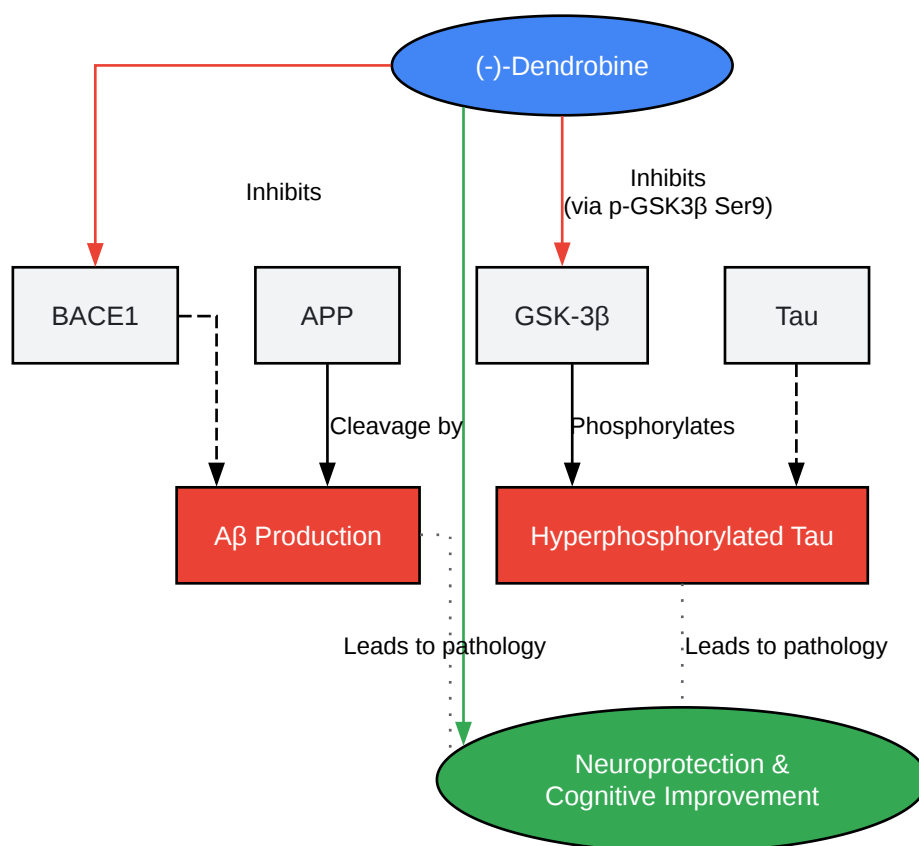 (-)-Dendrobine
Inhibits
Inhibits
(via p-GSK3β Ser9)
BACE1
APP
GSK-3β
Tau
Cleavage by
Phosphorylates
Aβ Production
Hyperphosphorylated Tau
Leads to pathology
Leads to pathology
Neuroprotection &
Cognitive Improvement